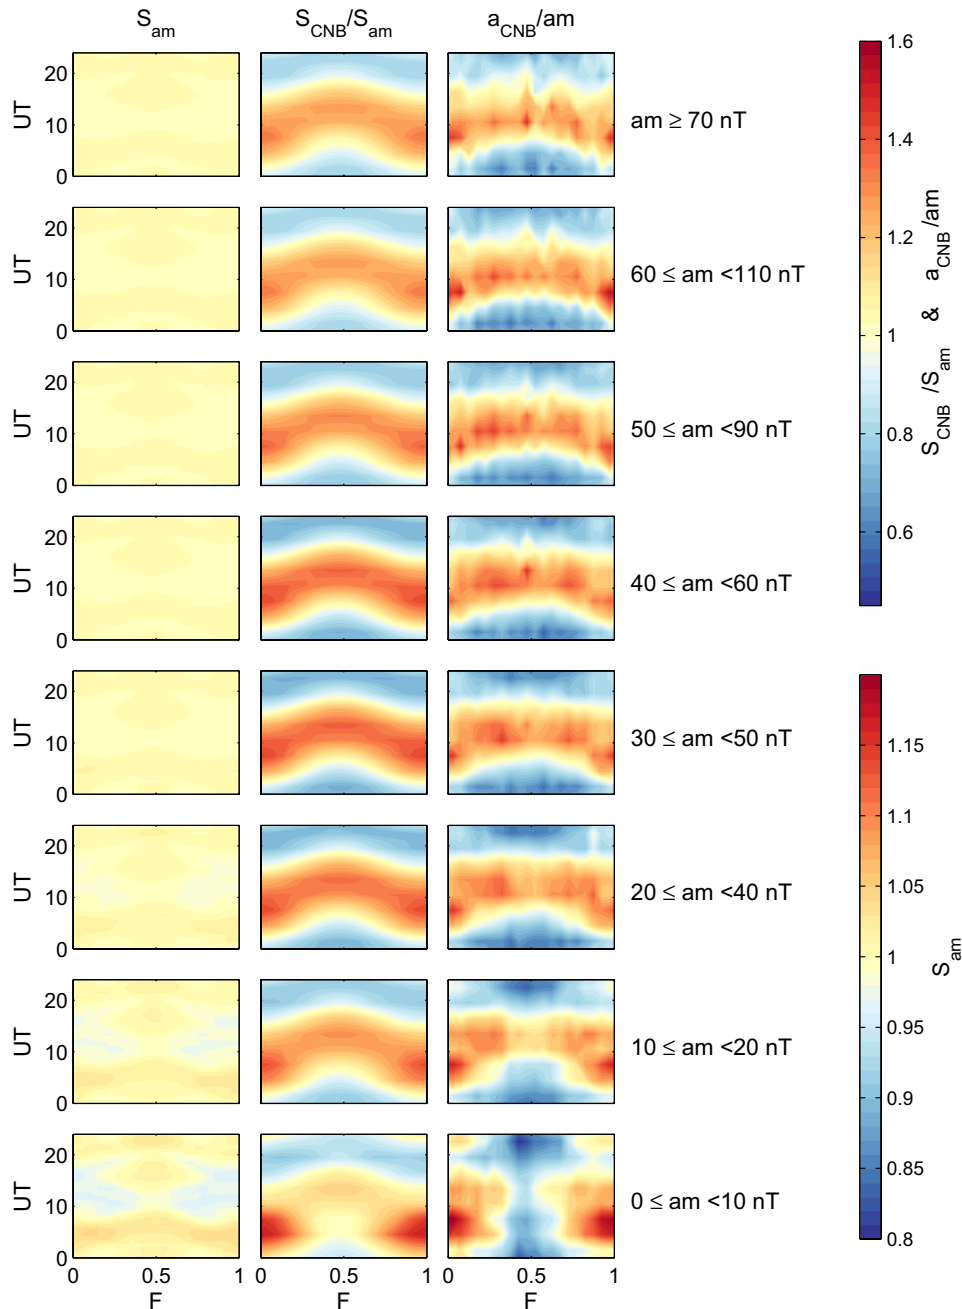 S_am S_CNB/S_am a_CNB/am
UT 20 10 0 am ≥ 70 nT
UT 20 10 0 60 ≤ am <110 nT
UT 20 10 0 50 ≤ am <90 nT
UT 20 10 0 40 ≤ am <60 nT
UT 20 10 0 30 ≤ am <50 nT
UT 20 10 0 20 ≤ am <40 nT
UT 20 10 0 10 ≤ am <20 nT
UT 20 10 0 0 ≤ am <10 nT
0 0.5 1 0 0.5 1 0 0.5 1
F F F
1.6
1.4
1.2
1
0.8
0.6
S_CNB /S_am & a_CNB /am
1.15
1.1
1.05
1
0.95
0.9
0.85
0.8
S_am